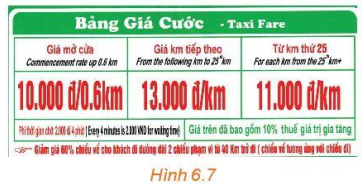 Bảng Giá Cước - Taxi Fare
Giá mở cửa
Commencement rate up 0.6 km
10.000 đ/0.6km
Giá km tiếp theo
From the following km to 25th km
13.000 đ/km
Từ km thứ 25
For each km from the 25th km+
11.000 đ/km
Phí thời gian chờ 2.000 đ/4 phút (Every 4 minutes is 2.000 VND for waiting time)
Giá trên đã bao gồm 10% thuế giá trị gia tăng
Giảm giá 60% chiều về cho khách đi đường dài 2 chiều phạm vi từ 40 Km trở đi ( chiều về tương ứng với chiều đi)
Hình 6.7